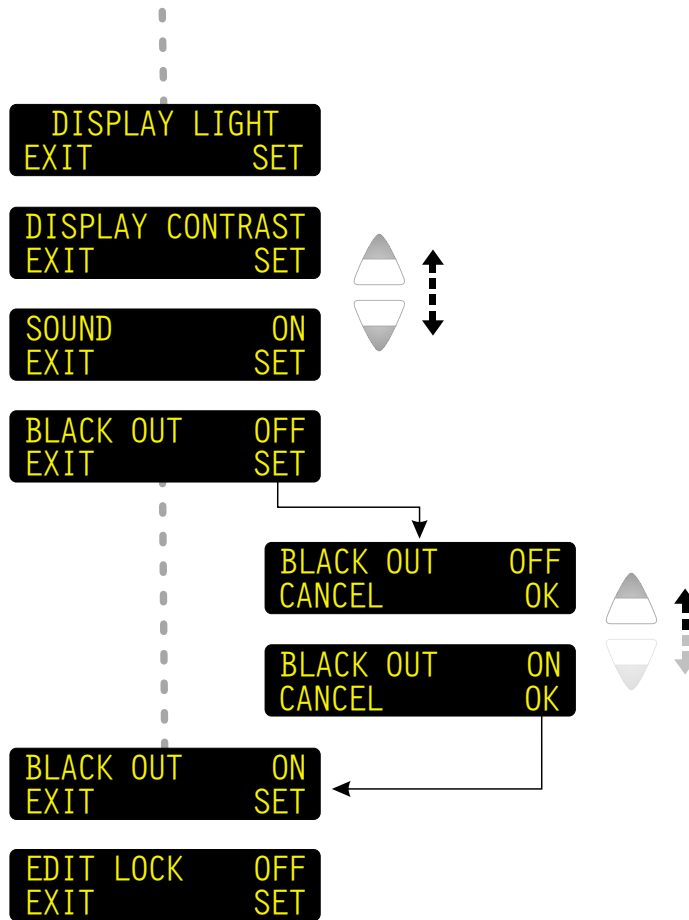 DISPLAY LIGHT
EXIT SET
DISPLAY CONTRAST
EXIT SET
SOUND ON
EXIT SET
BLACK OUT OFF
EXIT SET
BLACK OUT OFF
CANCEL OK
BLACK OUT ON
CANCEL OK
BLACK OUT ON
EXIT SET
EDIT LOCK OFF
EXIT SET